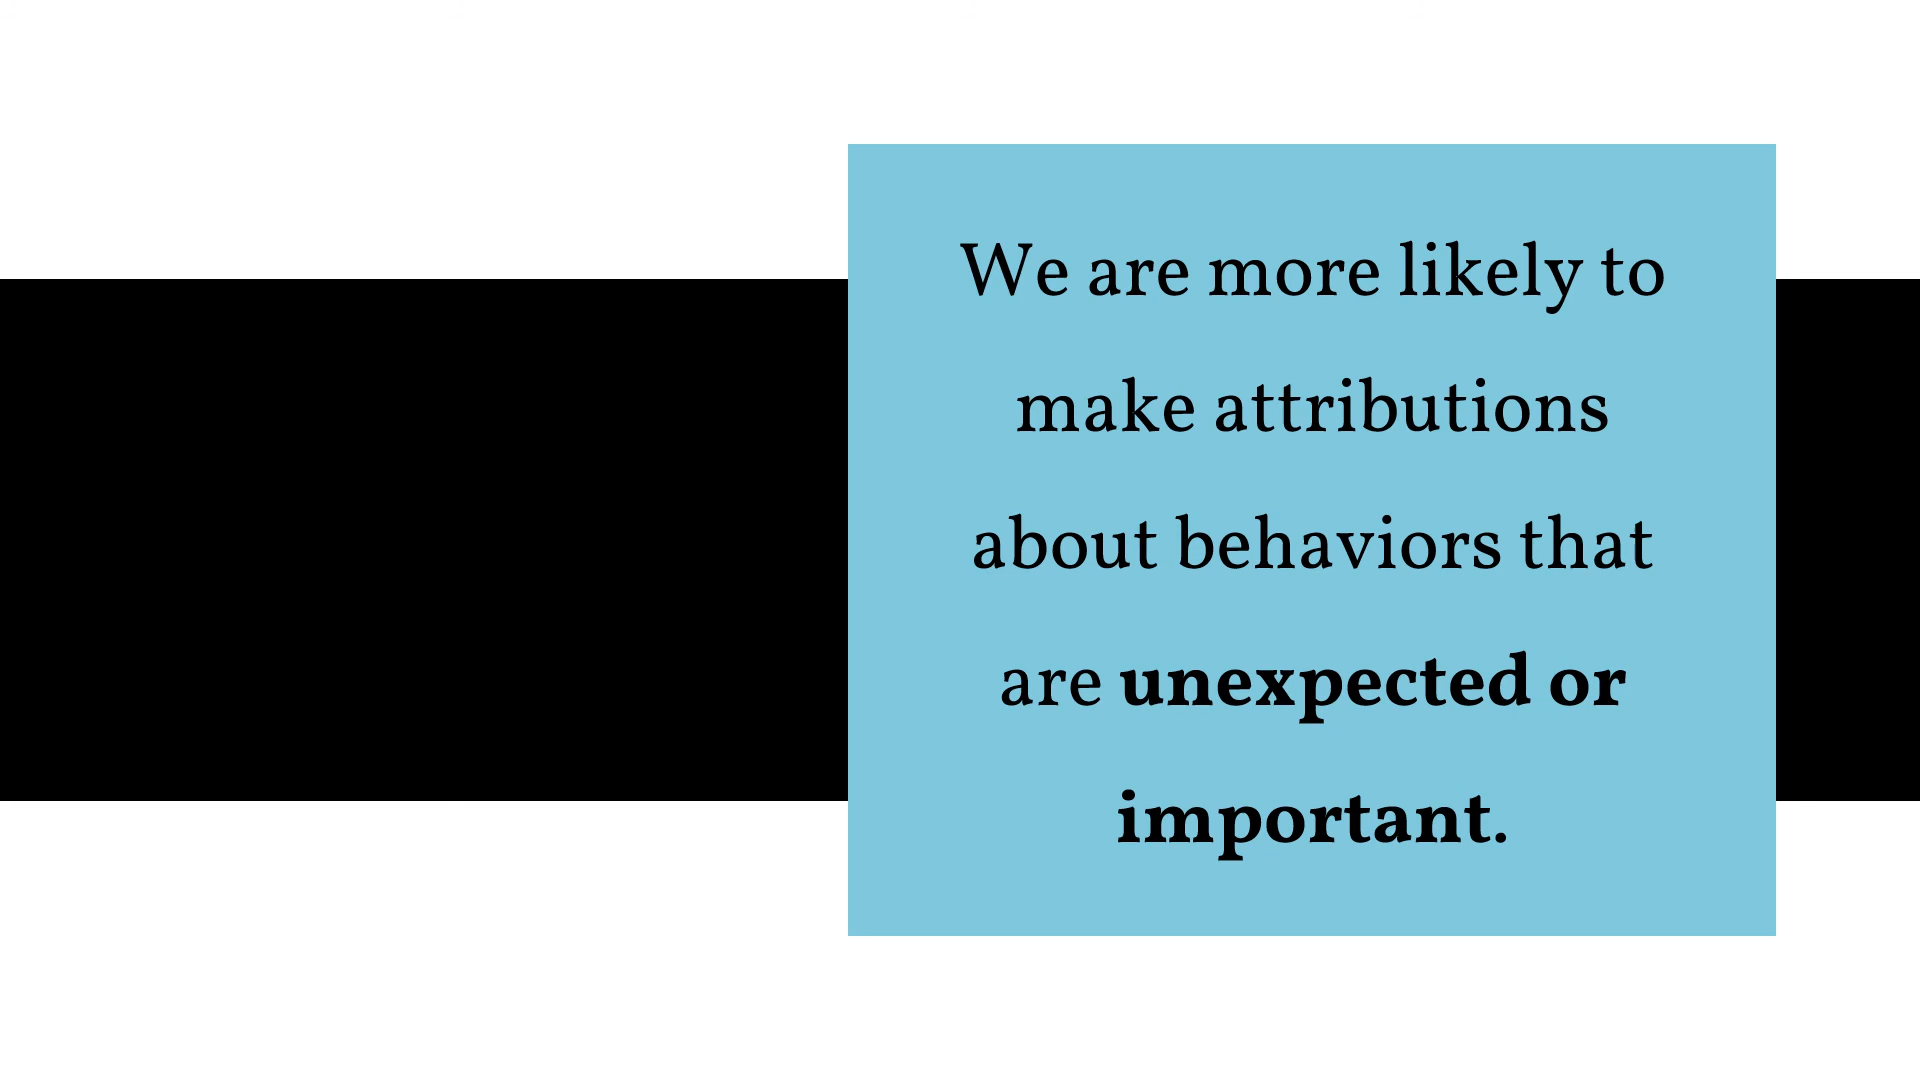 We are more likely to
make attributions
about behaviors that
are unexpected or
important.